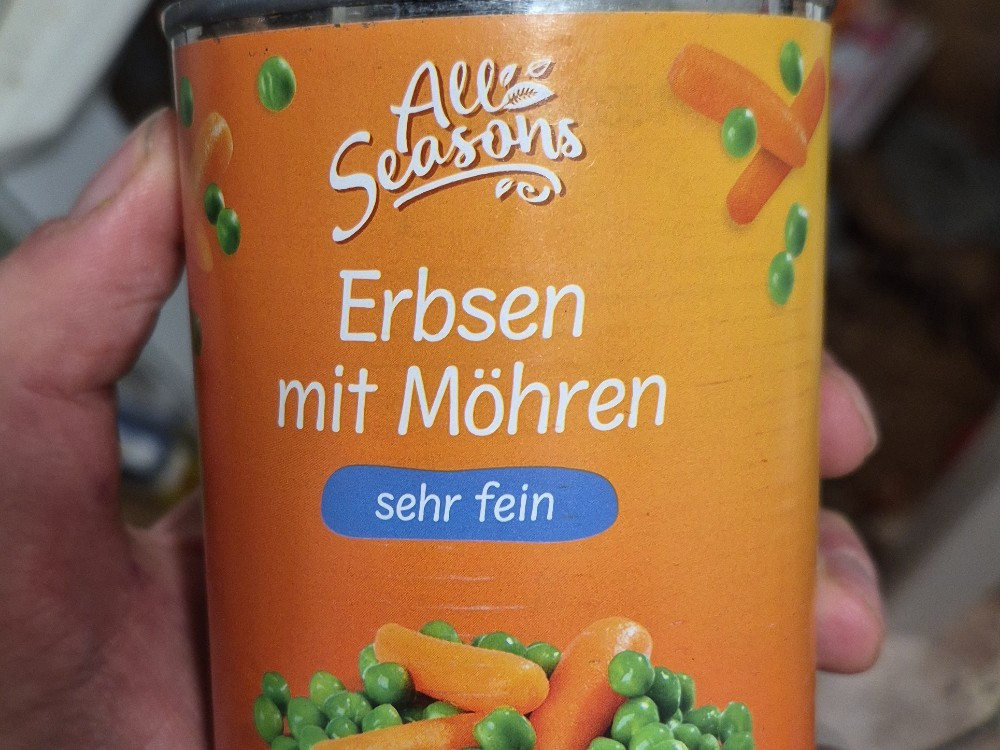 All
Seasons
Erbsen
mit Möhren
sehr fein